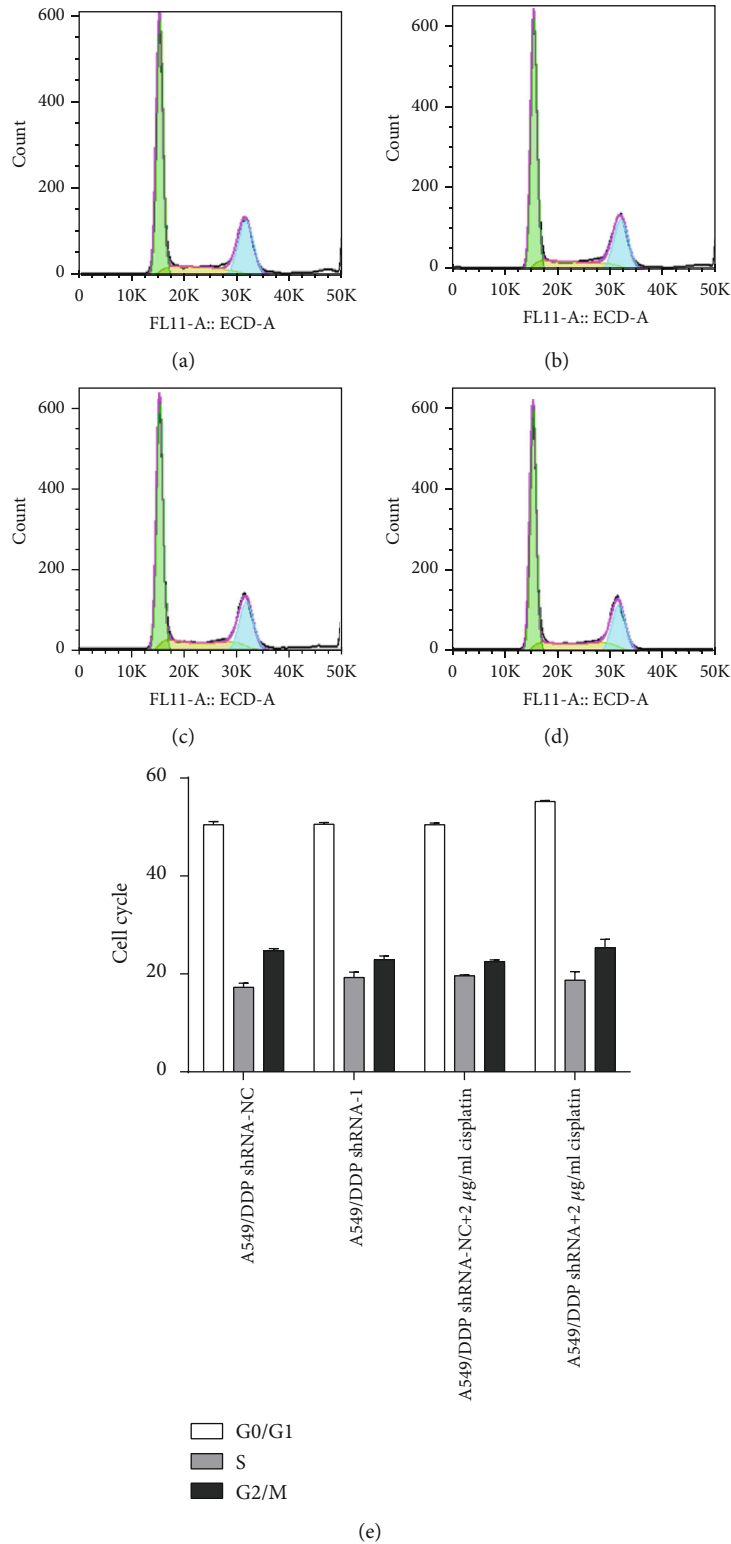 600
400
200
0
Count
0 10K 20K 30K 40K 50K
FL11-A:: ECD-A
(a)
600
400
200
0
Count
0 10K 20K 30K 40K 50K
FL11-A:: ECD-A
(b)
600
400
200
0
Count
0 10K 20K 30K 40K 50K
FL11-A:: ECD-A
(c)
600
400
200
0
Count
0 10K 20K 30K 40K 50K
FL11-A:: ECD-A
(d)
60
40
20
0
Cell cycle
A549/DDP shRNA-NC
A549/DDP shRNA-1
A549/DDP shRNA-NC+2 μg/ml cisplatin
A549/DDP shRNA+2 μg/ml cisplatin
G0/G1
S
G2/M
(e)